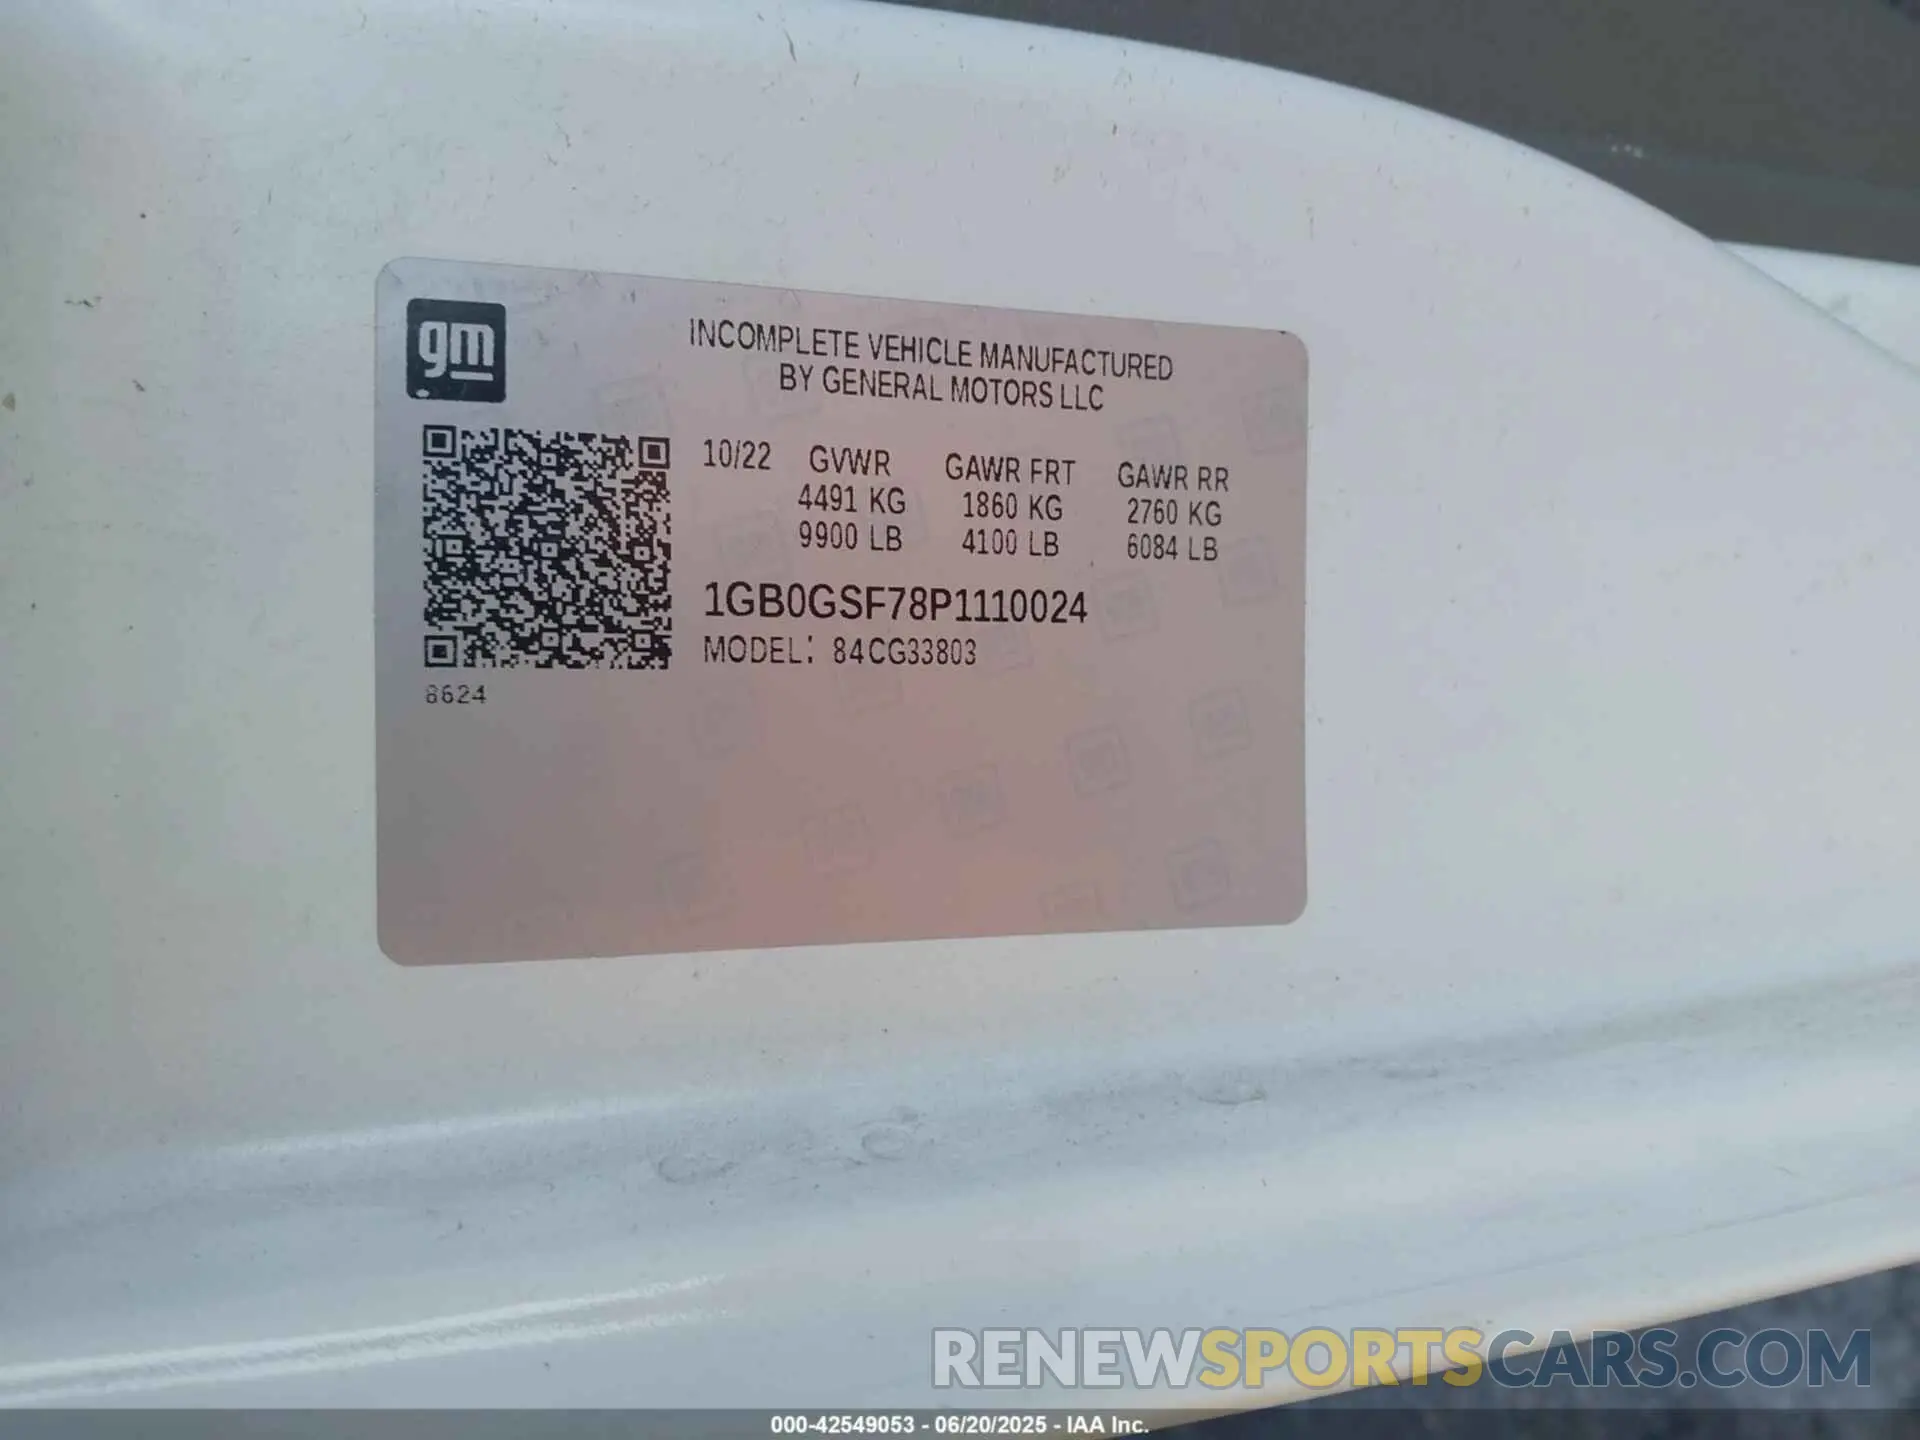 gm
INCOMPLETE VEHICLE MANUFACTURED
BY GENERAL MOTORS LLC
10/22 GVWR GAWR FRT GAWR RR
4491 KG 1860 KG 2760 KG
9900 LB 4100 LB 6084 LB
1GB0GSF78P1110024
MODEL: 84CG33803
8624
RENEWSPORTSCARS.COM
000-42549053 - 06/20/2025 - IAA Inc.